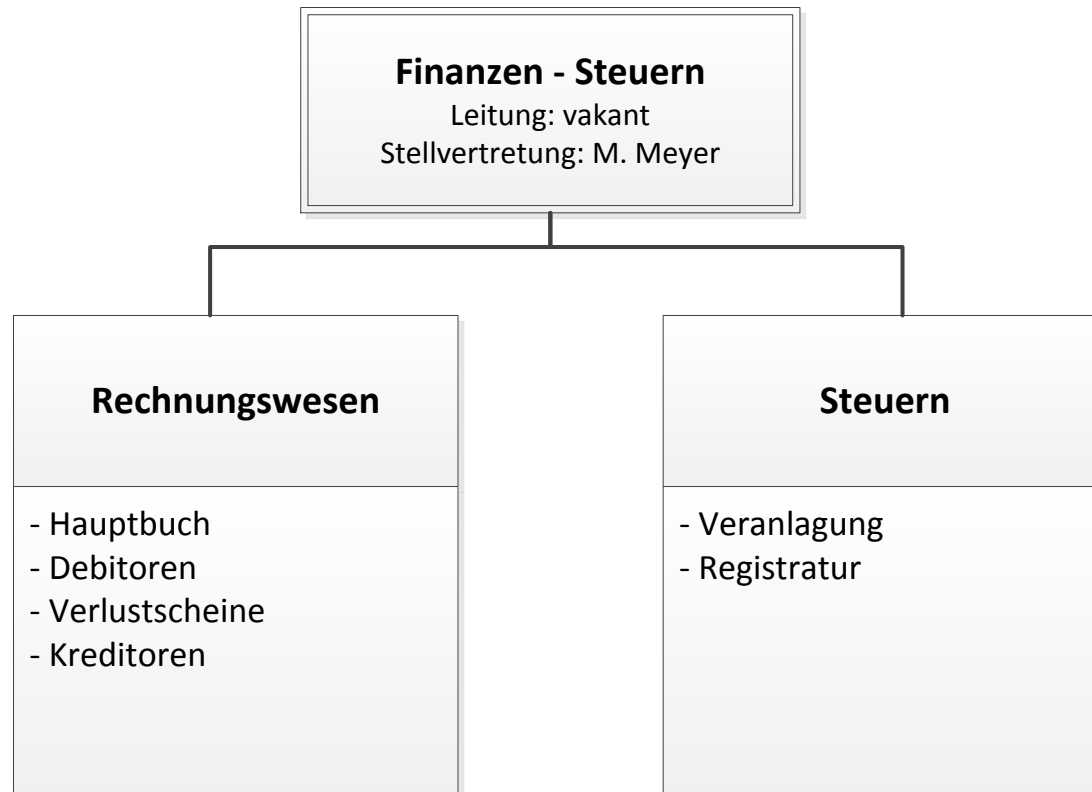 Finanzen - Steuern
Leitung: vakant
Stellvertretung: M. Meyer
Rechnungswesen
- Hauptbuch
- Debitoren
- Verlustscheine
- Kreditoren
Steuern
- Veranlagung
- Registratur